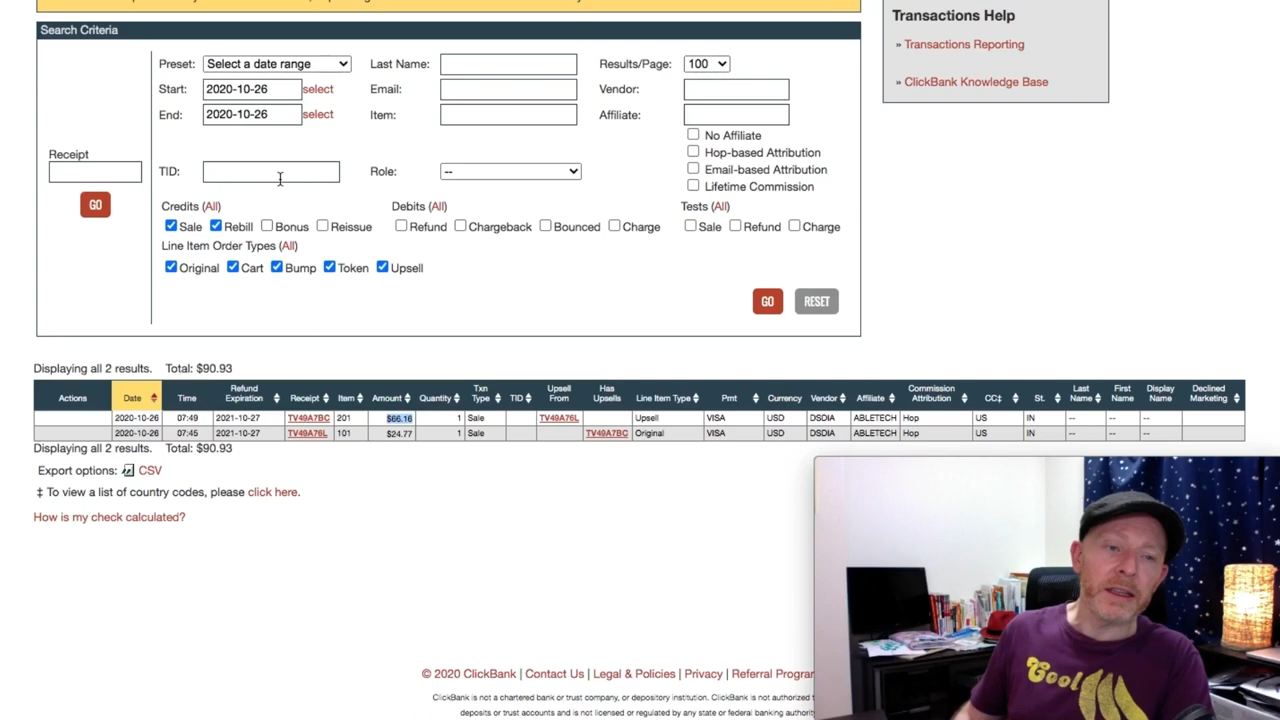 Search Criteria
Transactions Help
» Transactions Reporting
» ClickBank Knowledge Base
Preset: Select a date range Last Name: Results/Page: 100
Start: 2020-10-26 select Email: Vendor:
End: 2020-10-26 select Item: Affiliate:
No Affiliate
Hop-based Attribution
Receipt
TID: Role: -- Email-based Attribution
Lifetime Commission
GO
Credits (All) Debits (All) Tests (All)
Sale Rebill Bonus Reissue Refund Chargeback Bounced Charge Sale Refund Charge
Line Item Order Types (All)
Original Cart Bump Token Upsell
GO RESET
Displaying all 2 results. Total: $90.93
Actions Date Time Refund Expiration Receipt Item Amount Quantity Txn Type TID Upsell From Has Upsells Line Item Type Pmt Currency Vendor Affiliate Commission Attribution CC‡ St. Last Name First Name Display Name Declined Marketing
2020-10-26 07:49 2021-10-27 TV49A7BC 201 $66.16 1 Sale TV49A76L Upsell VISA USD DSDIA ABLETECH Hop US IN -- -- --
2020-10-26 07:45 2021-10-27 TV49A76L 101 $24.77 1 Sale TV49A7BC Original VISA USD DSDIA ABLETECH Hop US IN -- -- --
Displaying all 2 results. Total: $90.93
Export options: CSV
‡ To view a list of country codes, please click here.
How is my check calculated?
© 2020 ClickBank | Contact Us | Legal & Policies | Privacy | Referral
ClickBank is not a chartered bank or trust company, or depository institution. ClickBank is not authorized
deposits or trust accounts and is not licensed or regulated by any state or federal banking
Cool